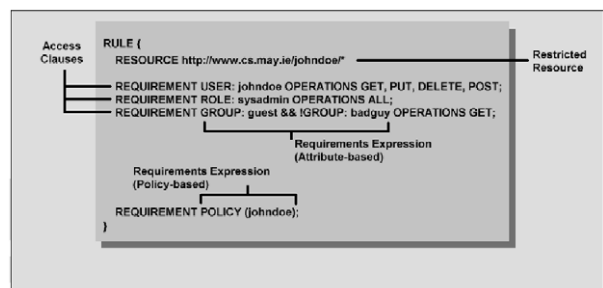 Access
Clauses
RULE {
RESOURCE http://www.cs.may.ie/johndoe/*
Restricted
Resource
REQUIREMENT USER: johndoe OPERATIONS GET, PUT, DELETE, POST;
REQUIREMENT ROLE: sysadmin OPERATIONS ALL;
REQUIREMENT GROUP: guest && !GROUP: badguy OPERATIONS GET;
Requirements Expression
(Attribute-based)
Requirements Expression
(Policy-based)
REQUIREMENT POLICY (johndoe);
}